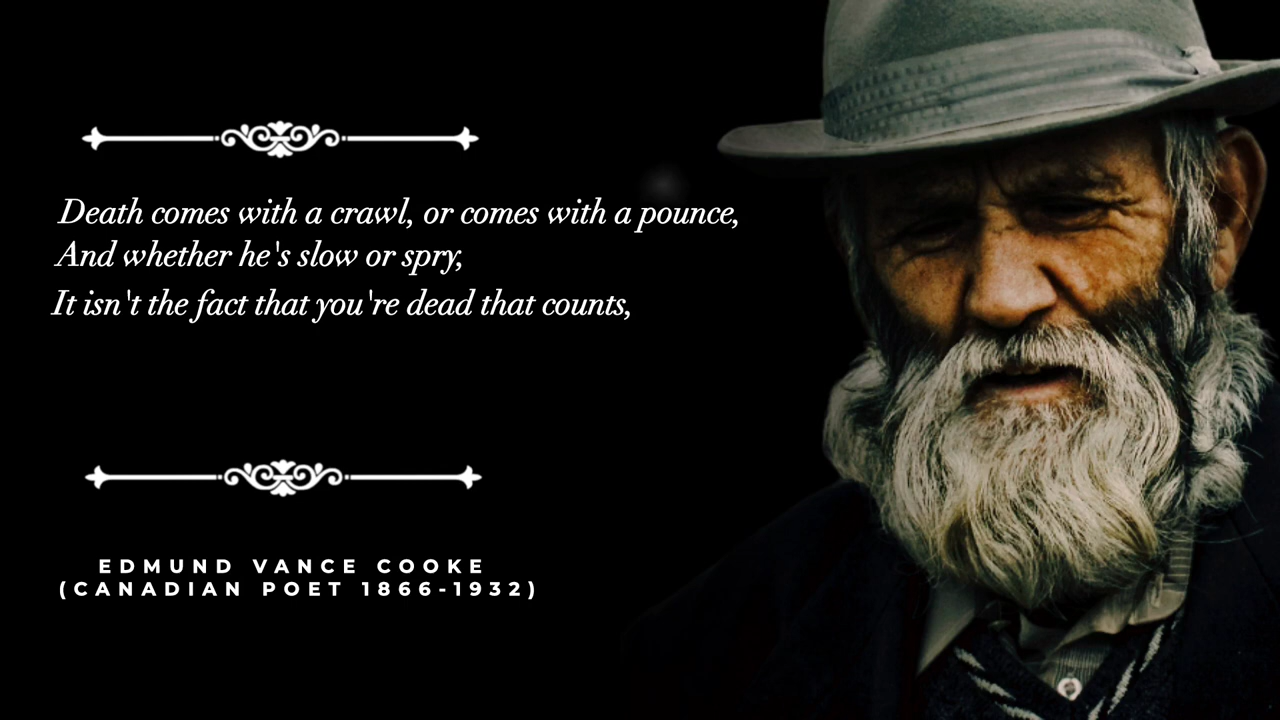 Death comes with a crawl, or comes with a pounce,
And whether he's slow or spry,
It isn't the fact that you're dead that counts,
EDMUND VANCE COOKE
(CANADIAN POET 1866-1932)